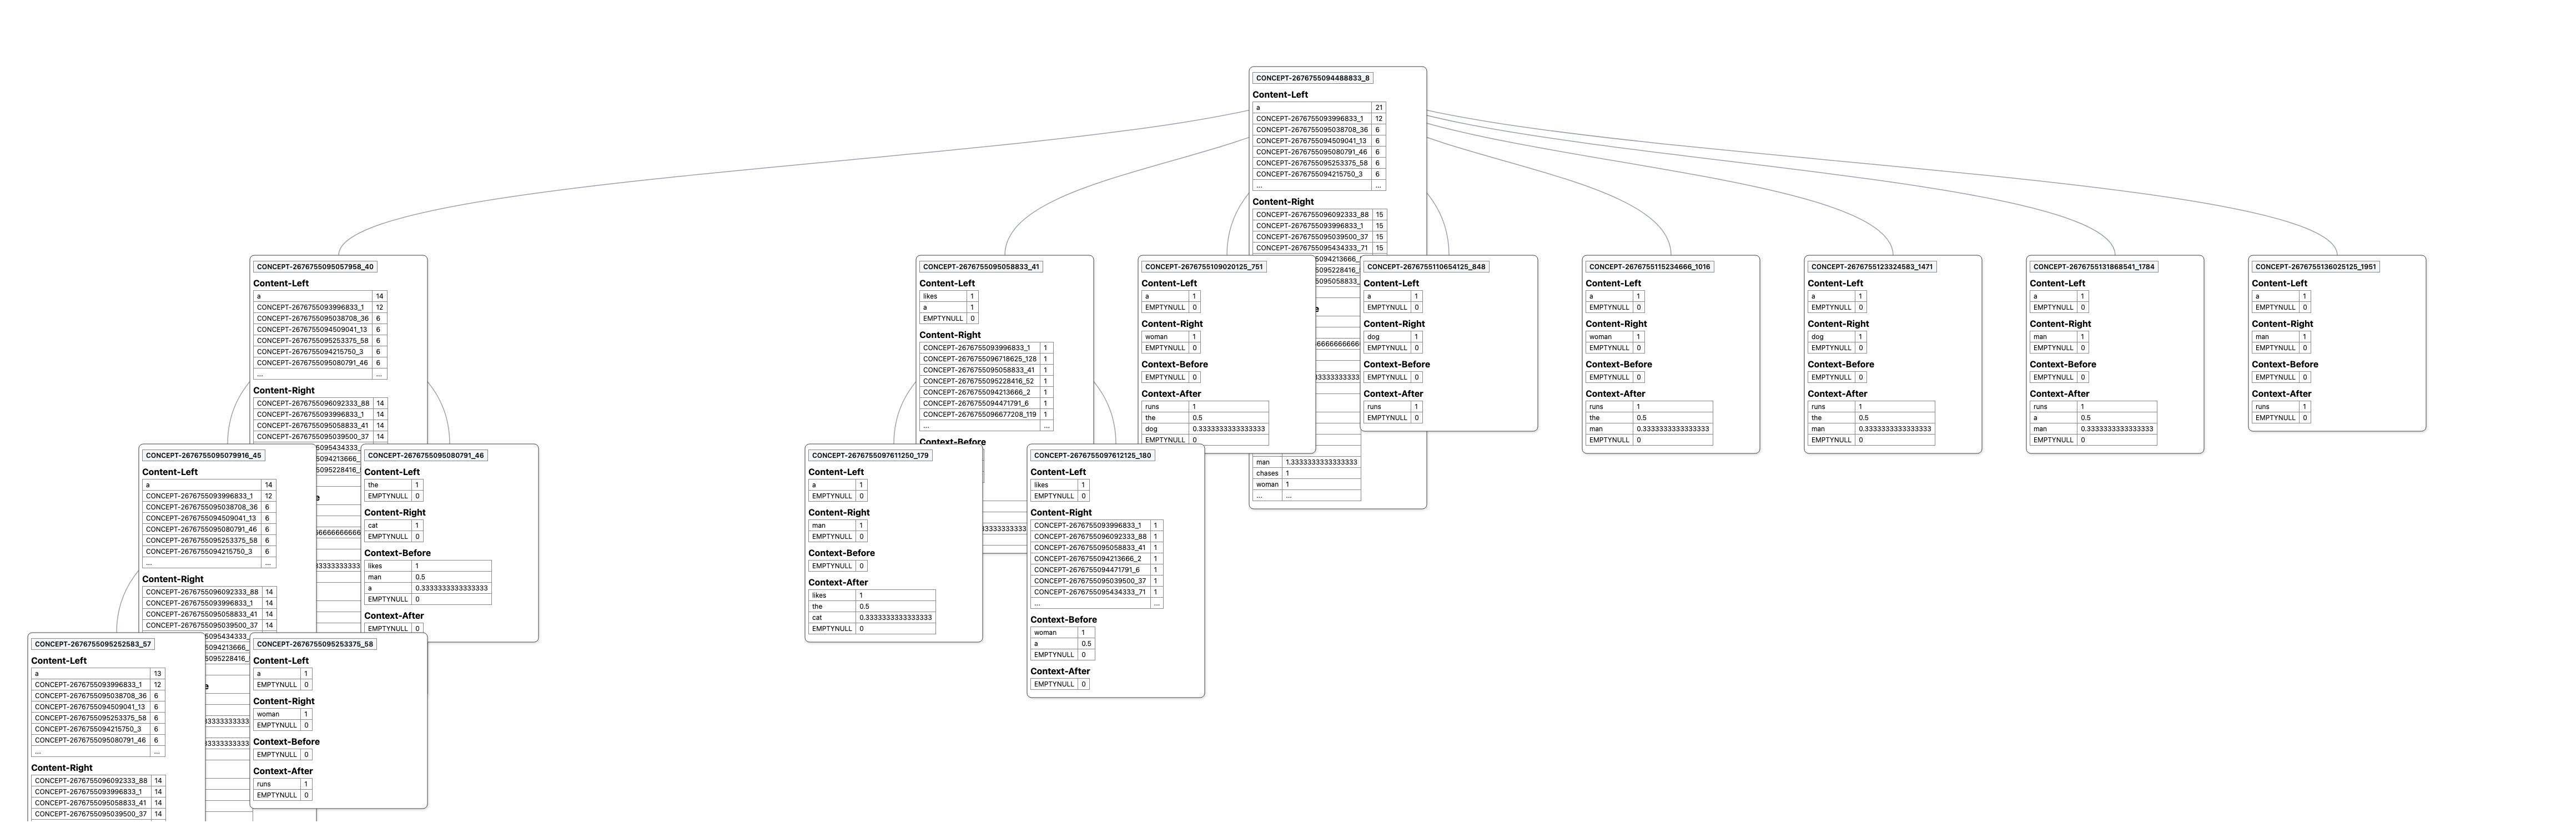 CONCEPT-2676755094488833_8
Content-Left
a 21
CONCEPT-2676755093996833_1 12
CONCEPT-2676755095038708_36 6
CONCEPT-2676755094509041_13 6
CONCEPT-2676755095080791_46 6
CONCEPT-2676755095253375_58 6
CONCEPT-2676755094215750_3 6
... ...
Content-Right
CONCEPT-2676755096092333_88 15
CONCEPT-2676755093996833_1 15
CONCEPT-2676755095039500_37 15
CONCEPT-2676755095434333_71 15
5094213666_
5095228416_
5095058833_
man 1.3333333333333333
chases 1
woman 1
... ...
CONCEPT-2676755095057958_40
Content-Left
a 14
CONCEPT-2676755093996833_1 12
CONCEPT-2676755095038708_36 6
CONCEPT-2676755094509041_13 6
CONCEPT-2676755095253375_58 6
CONCEPT-2676755094215750_3 6
CONCEPT-2676755095080791_46 6
... ...
Content-Right
CONCEPT-2676755096092333_88 14
CONCEPT-2676755093996833_1 14
CONCEPT-2676755095058833_41 14
CONCEPT-2676755095039500_37 14
5095434333_
5094213666_
5095228416_
CONCEPT-2676755095058833_41
Content-Left
likes 1
a 1
EMPTYNULL 0
Content-Right
CONCEPT-2676755093996833_1 1
CONCEPT-2676755096718625_128 1
CONCEPT-2676755095058833_41 1
CONCEPT-2676755095228416_52 1
CONCEPT-2676755094213666_2 1
CONCEPT-2676755094471791_6 1
CONCEPT-2676755096677208_119 1
... ...
Context-Before
CONCEPT-2676755109020125_751
Content-Left
a 1
EMPTYNULL 0
Content-Right
woman 1
EMPTYNULL 0
Context-Before
EMPTYNULL 0
Context-After
runs 1
the 0.5
dog 0.3333333333333333
EMPTYNULL 0
CONCEPT-2676755110654125_848
Content-Left
a 1
EMPTYNULL 0
Content-Right
dog 1
EMPTYNULL 0
Context-Before
EMPTYNULL 0
Context-After
runs 1
EMPTYNULL 0
CONCEPT-2676755115234666_1016
Content-Left
a 1
EMPTYNULL 0
Content-Right
woman 1
EMPTYNULL 0
Context-Before
EMPTYNULL 0
Context-After
runs 1
the 0.5
man 0.3333333333333333
EMPTYNULL 0
CONCEPT-2676755123324583_1471
Content-Left
a 1
EMPTYNULL 0
Content-Right
dog 1
EMPTYNULL 0
Context-Before
EMPTYNULL 0
Context-After
runs 1
the 0.5
man 0.3333333333333333
EMPTYNULL 0
CONCEPT-2676755131868541_1784
Content-Left
a 1
EMPTYNULL 0
Content-Right
man 1
EMPTYNULL 0
Context-Before
EMPTYNULL 0
Context-After
runs 1
a 0.5
man 0.3333333333333333
EMPTYNULL 0
CONCEPT-2676755136025125_1951
Content-Left
a 1
EMPTYNULL 0
Content-Right
man 1
EMPTYNULL 0
Context-Before
EMPTYNULL 0
Context-After
runs 1
EMPTYNULL 0
CONCEPT-2676755095079916_45
Content-Left
a 14
CONCEPT-2676755093996833_1 12
CONCEPT-2676755095038708_36 6
CONCEPT-2676755094509041_13 6
CONCEPT-2676755095080791_46 6
CONCEPT-2676755095253375_58 6
CONCEPT-2676755094215750_3 6
... ...
Content-Right
CONCEPT-2676755096092333_88 14
CONCEPT-2676755093996833_1 14
CONCEPT-2676755095058833_41 14
CONCEPT-2676755095039500_37 14
5095434333_
5094213666_
5095228416_
CONCEPT-2676755095080791_46
Content-Left
the 1
EMPTYNULL 0
Content-Right
cat 1
EMPTYNULL 0
Context-Before
likes 1
man 0.5
a 0.3333333333333333
EMPTYNULL 0
Context-After
EMPTYNULL 0
CONCEPT-2676755097611250_179
Content-Left
a 1
EMPTYNULL 0
Content-Right
man 1
EMPTYNULL 0
Context-Before
EMPTYNULL 0
Context-After
likes 1
the 0.5
cat 0.3333333333333333
EMPTYNULL 0
CONCEPT-2676755097612125_180
Content-Left
likes 1
EMPTYNULL 0
Content-Right
CONCEPT-2676755093996833_1 1
CONCEPT-2676755096092333_88 1
CONCEPT-2676755095058833_41 1
CONCEPT-2676755094213666_2 1
CONCEPT-2676755094471791_6 1
CONCEPT-2676755095039500_37 1
CONCEPT-2676755095434333_71 1
... ...
Context-Before
woman 1
a 0.5
EMPTYNULL 0
Context-After
EMPTYNULL 0
CONCEPT-2676755095252583_57
Content-Left
a 13
CONCEPT-2676755093996833_1 12
CONCEPT-2676755095038708_36 6
CONCEPT-2676755094509041_13 6
CONCEPT-2676755095253375_58 6
CONCEPT-2676755094215750_3 6
CONCEPT-2676755095080791_46 6
... ...
Content-Right
CONCEPT-2676755096092333_88 14
CONCEPT-2676755093996833_1 14
CONCEPT-2676755095058833_41 14
CONCEPT-2676755095039500_37 14
CONCEPT-2676755095253375_58
Content-Left
a 1
EMPTYNULL 0
Content-Right
woman 1
EMPTYNULL 0
Context-Before
EMPTYNULL 0
Context-After
runs 1
EMPTYNULL 0